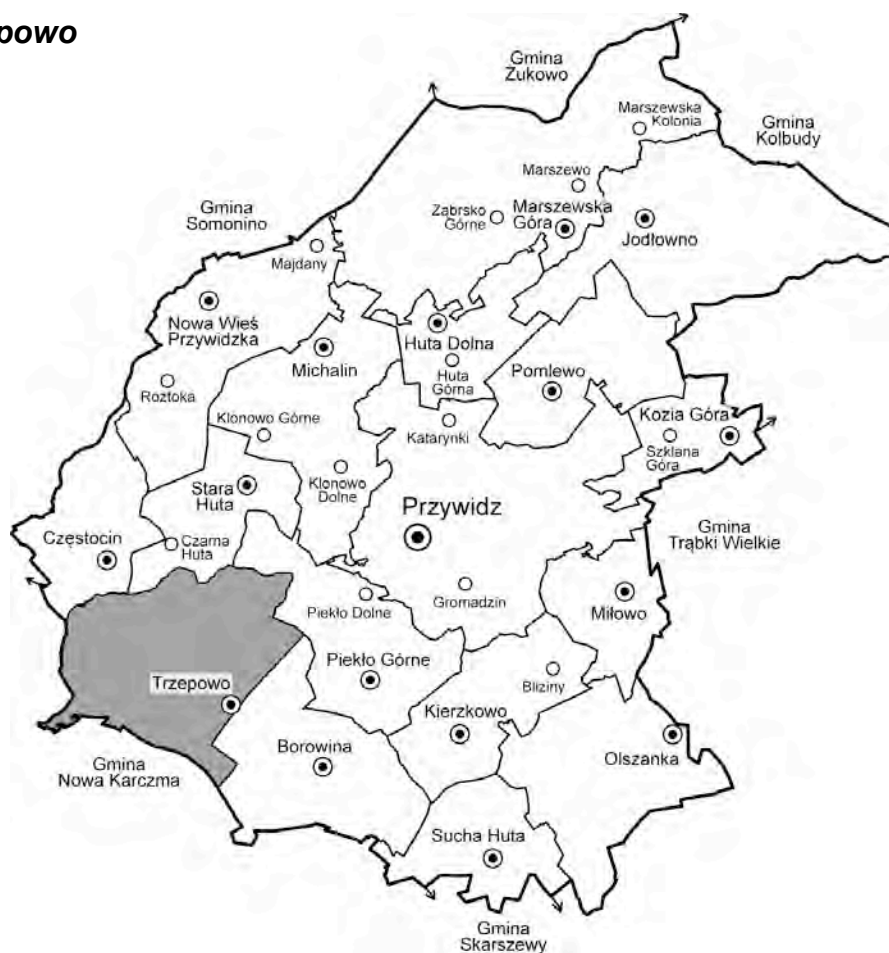 powo
Gmina
Żukowo
Marszewska
Kolonia
Gmina
Kolbudy
Marszewo
Gmina
Somonino
Ząbrsko
Górne
Marszewska
Góra
Jodłowno
Majdany
Nowa Wieś
Przywidzka
Huta Dolna
Michalin
Huta
Górna
Pomlewo
Roztoka
Klonowo Górne
Katarynki
Kozia Góra
Szklana
Góra
Stara
Huta
Klonowo
Dolne
Przywidz
Gmina
Trąbki Wielkie
Częstocin
Czarna
Huta
Piekło Dolne
Gromadzin
Miłowo
Piekło Górne
Trzepowo
Bliziny
Kierzkowo
Borowina
Olszanka
Gmina
Nowa Karczma
Sucha Huta
Gmina
Skarszewy